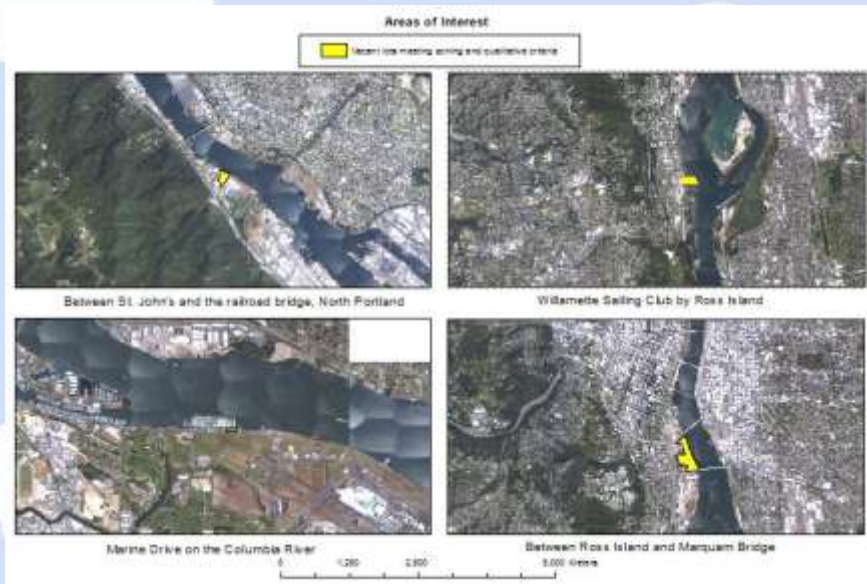 Areas of Interest
Vacant lots meeting zoning and qualitative criteria
Between St. John's and the railroad bridge, North Portland
Willamette Sailing Club by Ross Island
Marine Drive on the Columbia River
Between Ross Island and Marquam Bridge
0